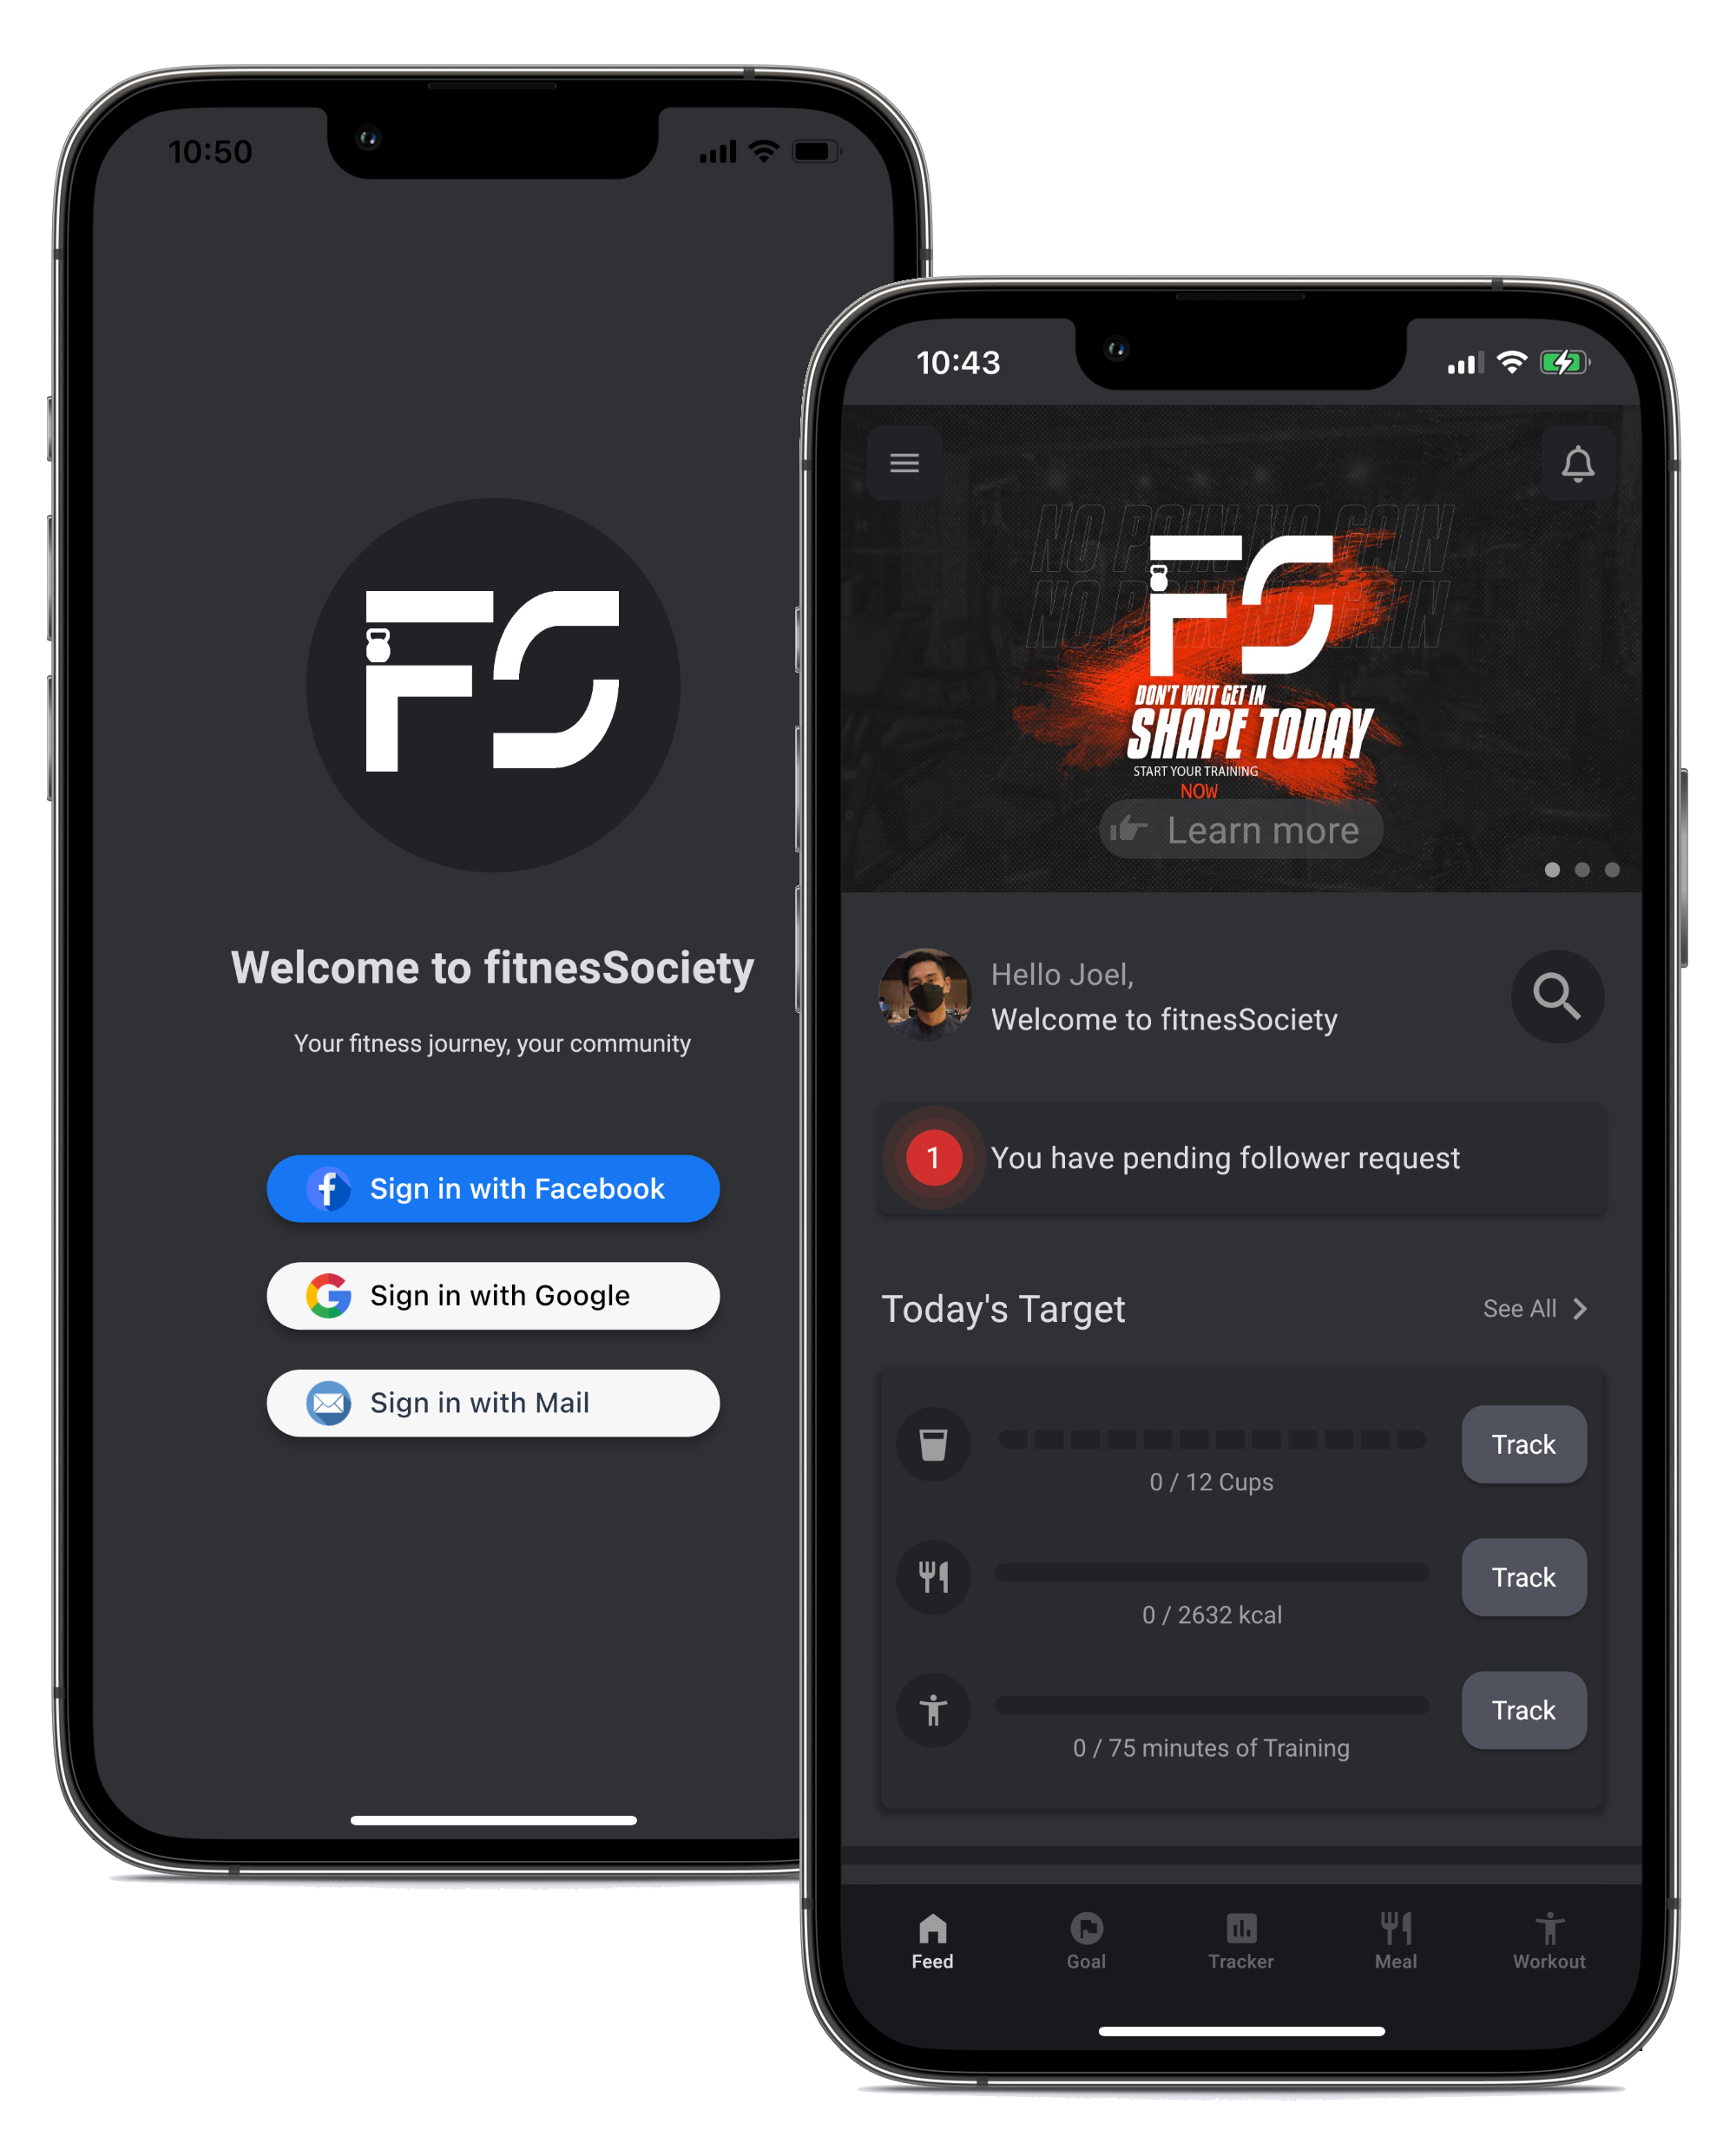 10:50
FS
Welcome to fitnesSociety
Your fitness journey, your community
Sign in with Facebook
Sign in with Google
Sign in with Mail
10:43
NO PAIN NO GAIN
NO PAIN NO GAIN
FS
DON'T WAIT GET IN
SHAPE TODAY
START YOUR TRAINING
NOW
Learn more
Hello Joel,
Welcome to fitnesSociety
1
You have pending follower request
Today's Target
See All
Track
0 / 12 Cups
Track
0 / 2632 kcal
Track
0 / 75 minutes of Training
Feed
Goal
Tracker
Meal
Workout